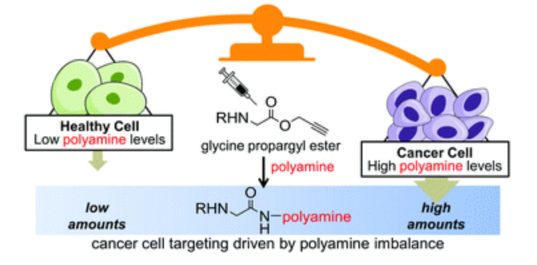 Healthy Cell
Low polyamine levels
RHN
O
O
glycine propargyl ester
polyamine
Cancer Cell
High polyamine levels
low
amounts
RHN
O
N
H
polyamine
high
amounts
cancer cell targeting driven by polyamine imbalance